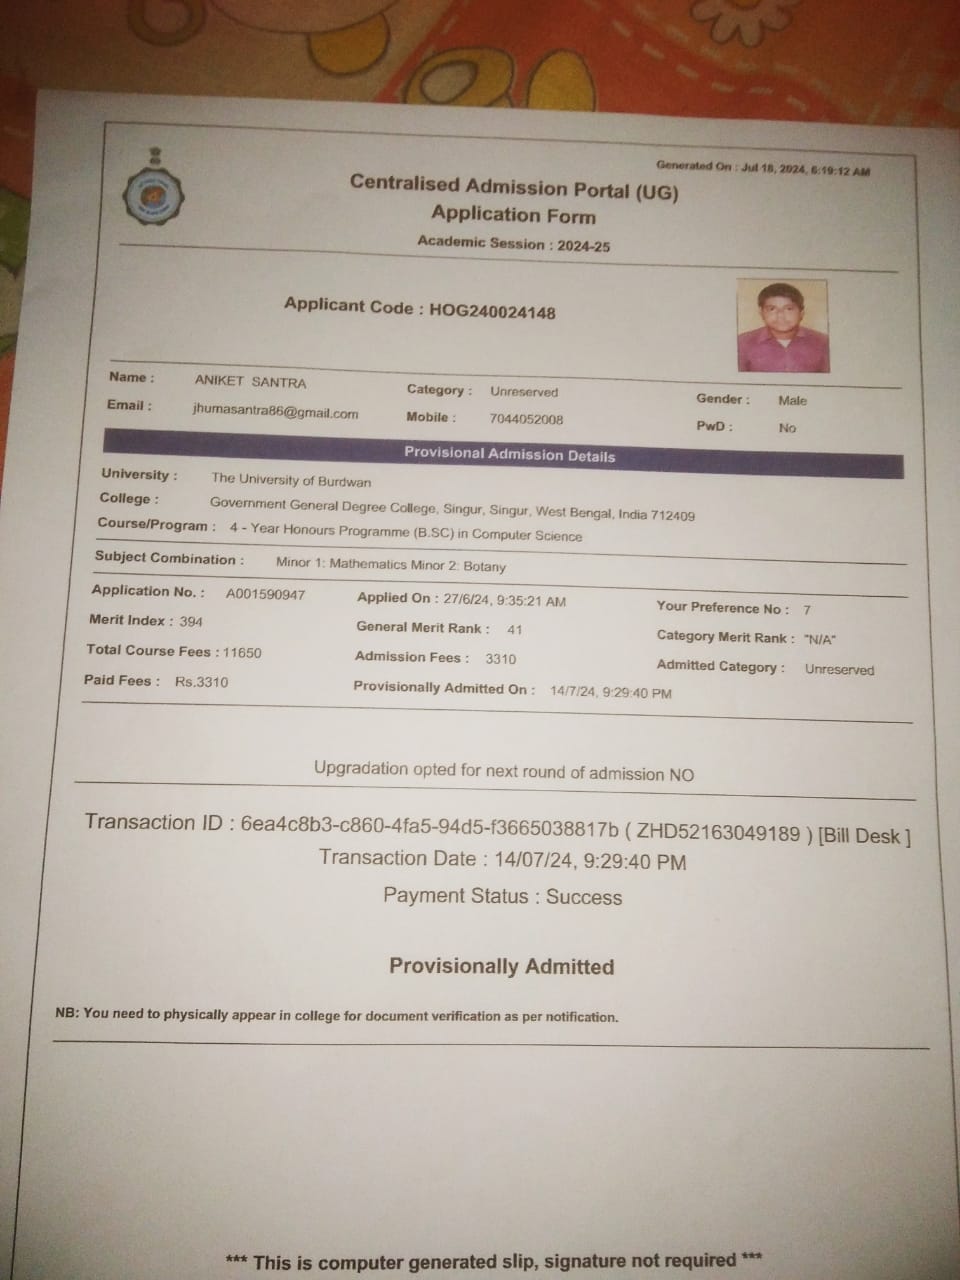 Generated On : Jul 18, 2024, 6:19:12 AM
Centralised Admission Portal (UG)
Application Form
Academic Session : 2024-25
Applicant Code : HOG240024148
Name : ANIKET SANTRA Category : Unreserved Gender : Male
Email : jhumasantra86@gmail.com Mobile : 7044052008 PwD : No
Provisional Admission Details
University : The University of Burdwan
College : Government General Degree College, Singur, Singur, West Bengal, India 712409
Course/Program : 4 - Year Honours Programme (B.SC) in Computer Science
Subject Combination : Minor 1: Mathematics Minor 2: Botany
Application No. : A001590947 Applied On : 27/6/24, 9:35:21 AM Your Preference No : 7
Merit Index : 394 General Merit Rank : 41 Category Merit Rank : "N/A"
Total Course Fees : 11650 Admission Fees : 3310 Admitted Category : Unreserved
Paid Fees : Rs.3310 Provisionally Admitted On : 14/7/24, 9:29:40 PM
Upgradation opted for next round of admission NO
Transaction ID : 6ea4c8b3-c860-4fa5-94d5-f3665038817b ( ZHD52163049189 ) [Bill Desk ]
Transaction Date : 14/07/24, 9:29:40 PM
Payment Status : Success
Provisionally Admitted
NB: You need to physically appear in college for document verification as per notification.
*** This is computer generated slip, signature not required ***